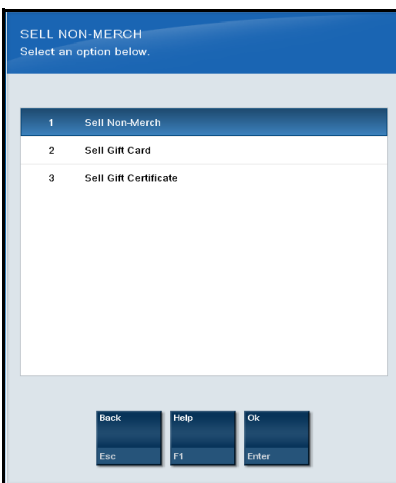 SELL NON-MERCH
Select an option below.
1 Sell Non-Merch
2 Sell Gift Card
3 Sell Gift Certificate
Back Help Ok
Esc F1 Enter